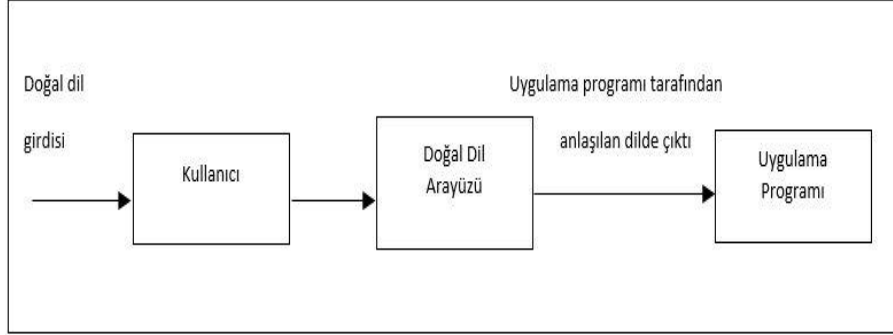 Doğal dil
girdisi
Kullanıcı
Doğal Dil
Arayüzü
Uygulama programı tarafından
anlaşılan dilde çıktı
Uygulama
Programı